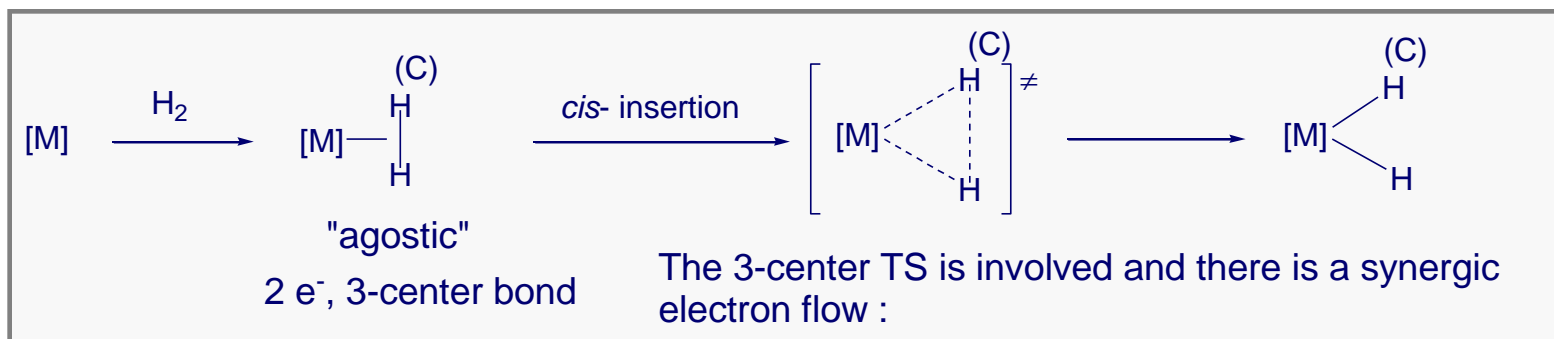 (C)
(C)
H
H₂
H
cis- insertion
≠
(C)
H
[M]
[M]
[M]
[M]
H
H
H
"agostic"
2 e⁻, 3-center bond
The 3-center TS is involved and there is a synergic
electron flow :